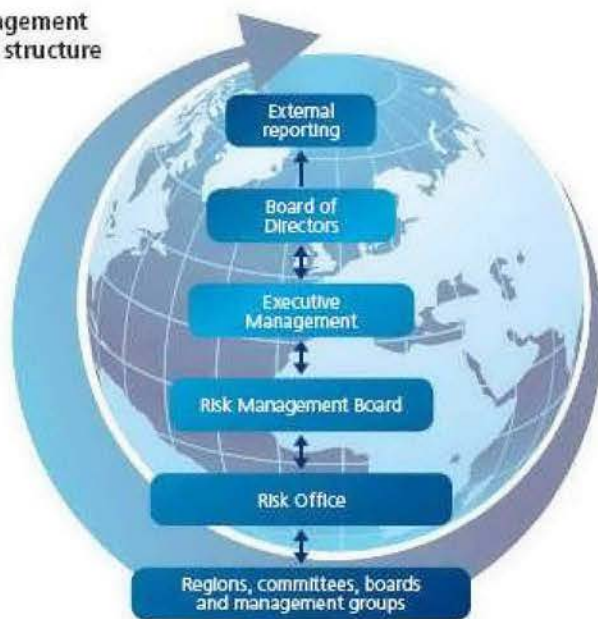 structure
External
reporting
Board of
Directors
Executive
Management
Risk Management Board
Risk Office
Regions, committees, boards
and management groups